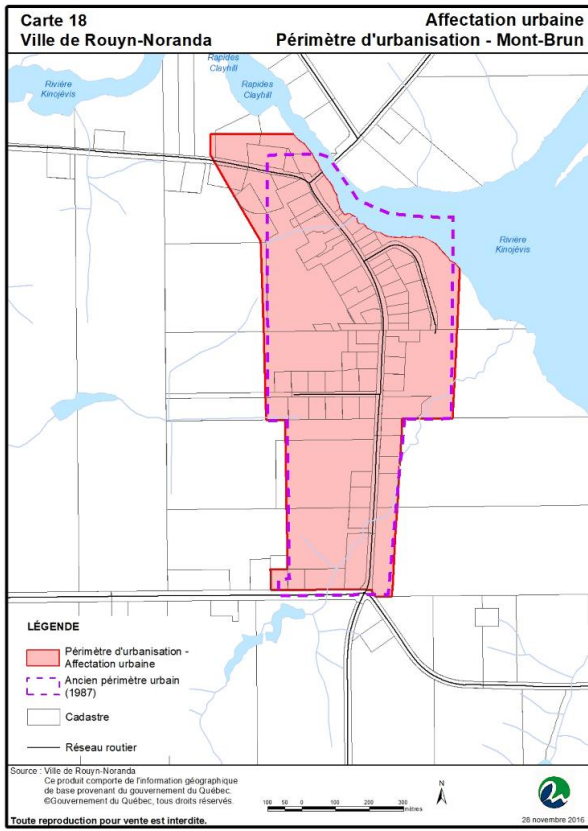 Carte 18
Ville de Rouyn-Noranda
Affectation urbaine
Périmètre d'urbanisation - Mont-Brun
Rivière
Kinojévis
Rapides
Clayhill
Rapides
Clayhill
Rivière
Kinojévis
LÉGENDE
Périmètre d'urbanisation -
Affectation urbaine
Ancien périmètre urbain
(1987)
Cadastre
Réseau routier
Source : Ville de Rouyn-Noranda
Ce produit comporte de l'information géographique
de base provenant du gouvernement du Québec.
©Gouvernement du Québec, tous droits réservés.
Toute reproduction pour vente est interdite.
100 50 0 100 200 300
mètres
N
28 novembre 2016